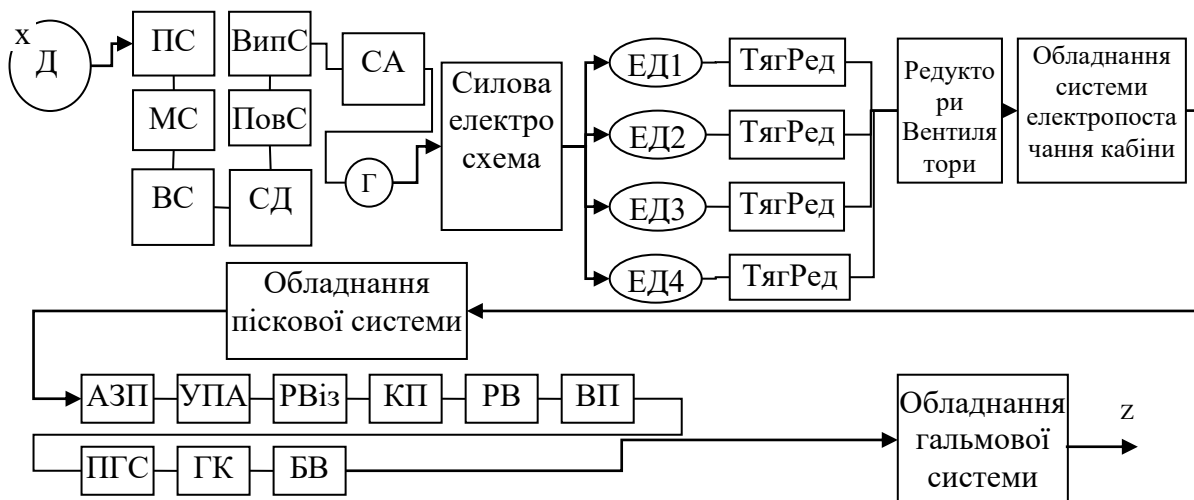 х
Д
ПС
ВипС
СА
МС
ПовС
ВС
СД
Г
Силова
електро
схема
ЕД1
ТягРед
ЕД2
ТягРед
ЕД3
ТягРед
ЕД4
ТягРед
Редукто
ри
Вентиля
тори
Обладнання
системи
електропоста
чання кабіни
Обладнання
піскової системи
АЗП
УПА
РВіз
КП
РВ
ВП
ПГС
ГК
БВ
Обладнання
гальмової
системи
z